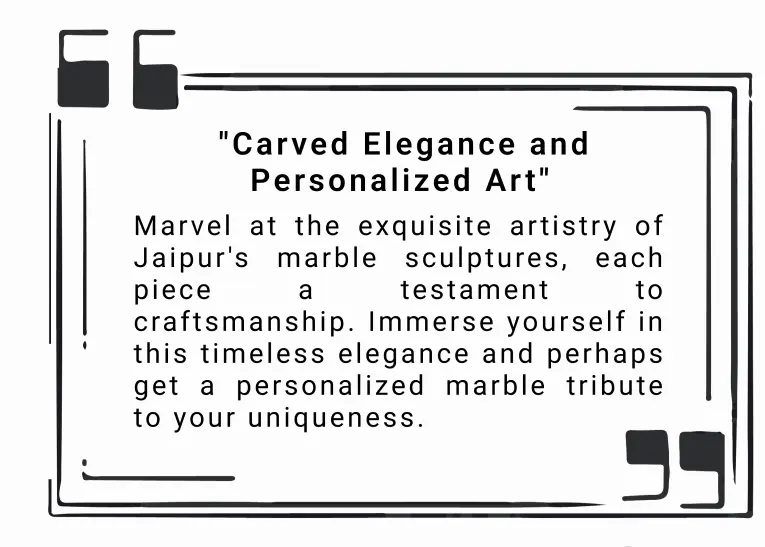 "Carved Elegance and
Personalized Art"
Marvel at the exquisite artistry of
Jaipur's marble sculptures, each
piece a testament to
craftsmanship. Immerse yourself in
this timeless elegance and perhaps
get a personalized marble tribute
to your uniqueness.